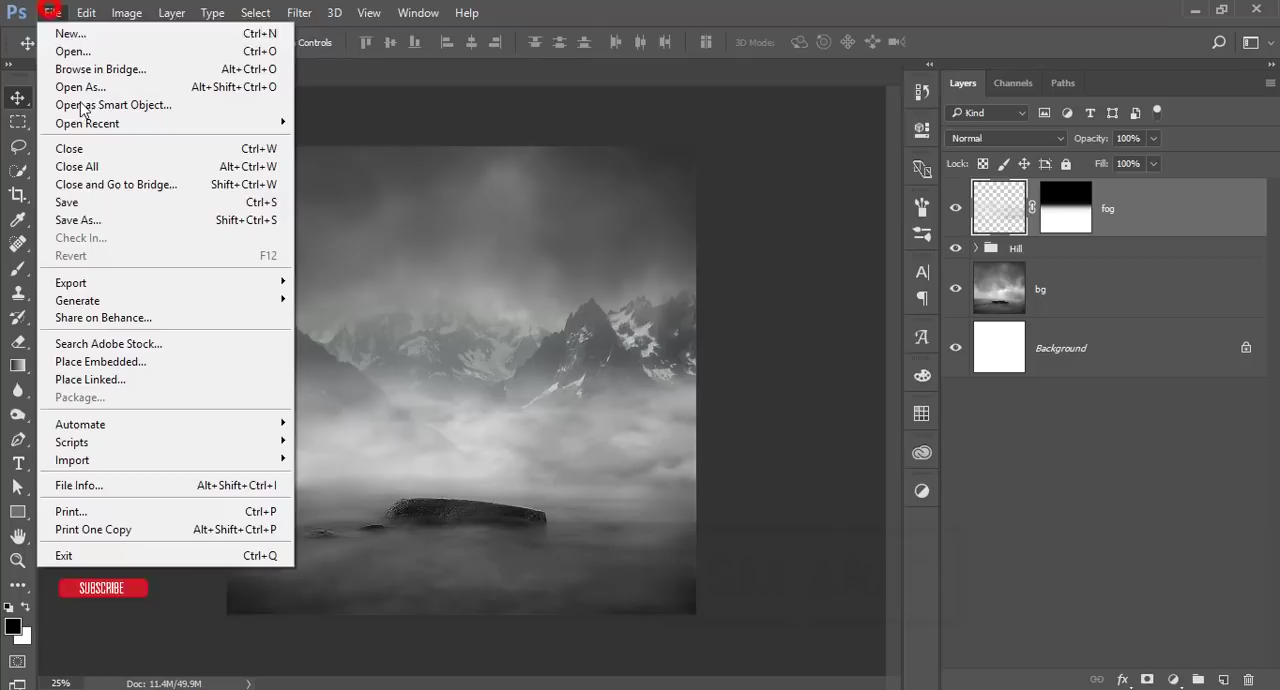 Ps File Edit Image Layer Type Select Filter 3D View Window Help
Controls 3D Mode:
New... Ctrl+N
Open... Ctrl+O
Browse in Bridge... Alt+Ctrl+O
Open As... Alt+Shift+Ctrl+O
Open as Smart Object...
Open Recent
Close Ctrl+W
Close All Alt+Ctrl+W
Close and Go to Bridge... Shift+Ctrl+W
Save Ctrl+S
Save As... Shift+Ctrl+S
Check In...
Revert F12
Export
Generate
Share on Behance...
Search Adobe Stock...
Place Embedded...
Place Linked...
Package...
Automate
Scripts
Import
File Info... Alt+Shift+Ctrl+I
Print... Ctrl+P
Print One Copy Alt+Shift+Ctrl+P
Exit Ctrl+Q
SUBSCRIBE
25% Doc: 11.4M/49.9M
Layers Channels Paths
Kind
Normal Opacity: 100%
Lock: Fill: 100%
fog
Hill
bg
Background